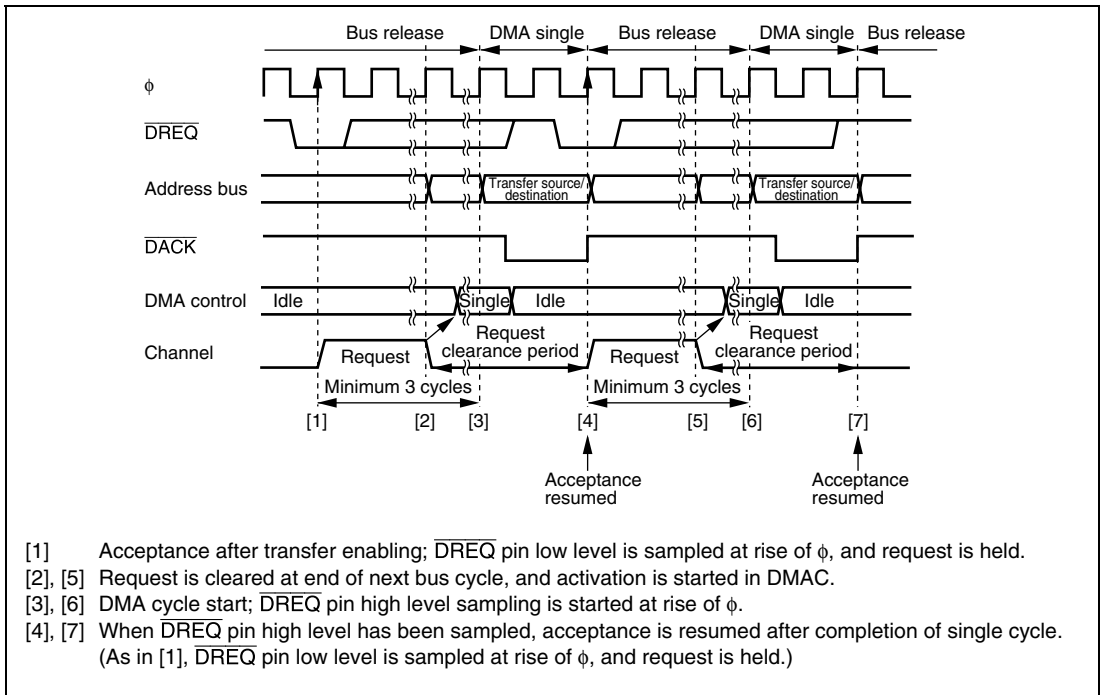 Bus release DMA single Bus release DMA single Bus release
ϕ
DREQ
Address bus
Transfer source/
destination
Transfer source/
destination
DACK
DMA control Idle Single Idle Single Idle
Channel Request Request
clearance period Request Request
clearance period
Minimum 3 cycles Minimum 3 cycles
[1] [2] [3] [4] [5] [6] [7]
Acceptance
resumed
Acceptance
resumed
[1] Acceptance after transfer enabling; DREQ pin low level is sampled at rise of ϕ, and request is held.
[2], [5] Request is cleared at end of next bus cycle, and activation is started in DMAC.
[3], [6] DMA cycle start; DREQ pin high level sampling is started at rise of ϕ.
[4], [7] When DREQ pin high level has been sampled, acceptance is resumed after completion of single cycle.
(As in [1], DREQ pin low level is sampled at rise of ϕ, and request is held.)